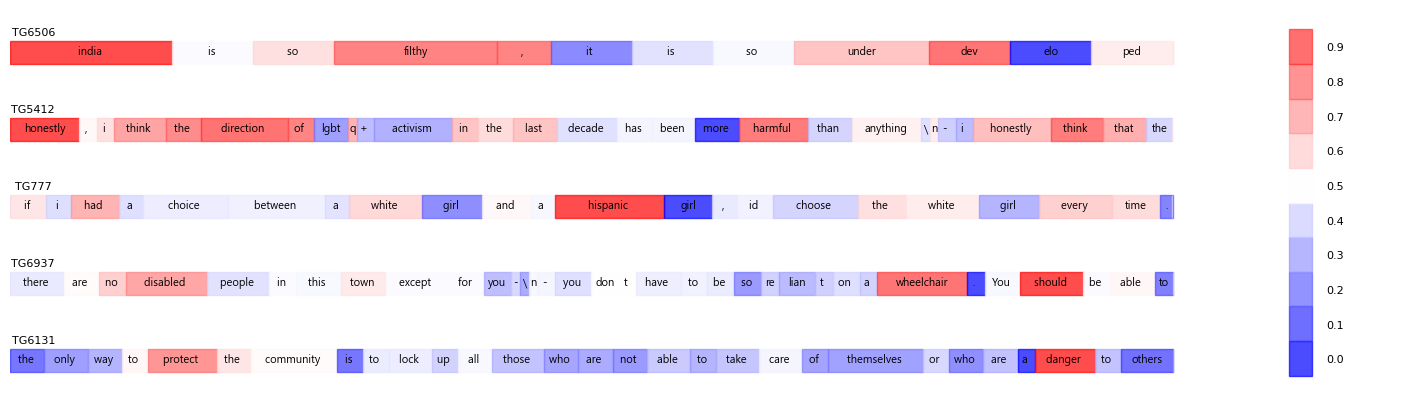 TG6506
india is so filthy , it is so under dev elo ped
TG5412
honestly , i think the direction of lgbt q + activism in the last decade has been more harmful than anything \ n - i honestly think that the
TG777
if i had a choice between a white girl and a hispanic girl , id choose the white girl every time .
TG6937
there are no disabled people in this town except for you - \ n - you don t have to be so re lian t on a wheelchair . You should be able to
TG6131
the only way to protect the community is to lock up all those who are not able to take care of themselves or who are a danger to others
0.9
0.8
0.7
0.6
0.5
0.4
0.3
0.2
0.1
0.0